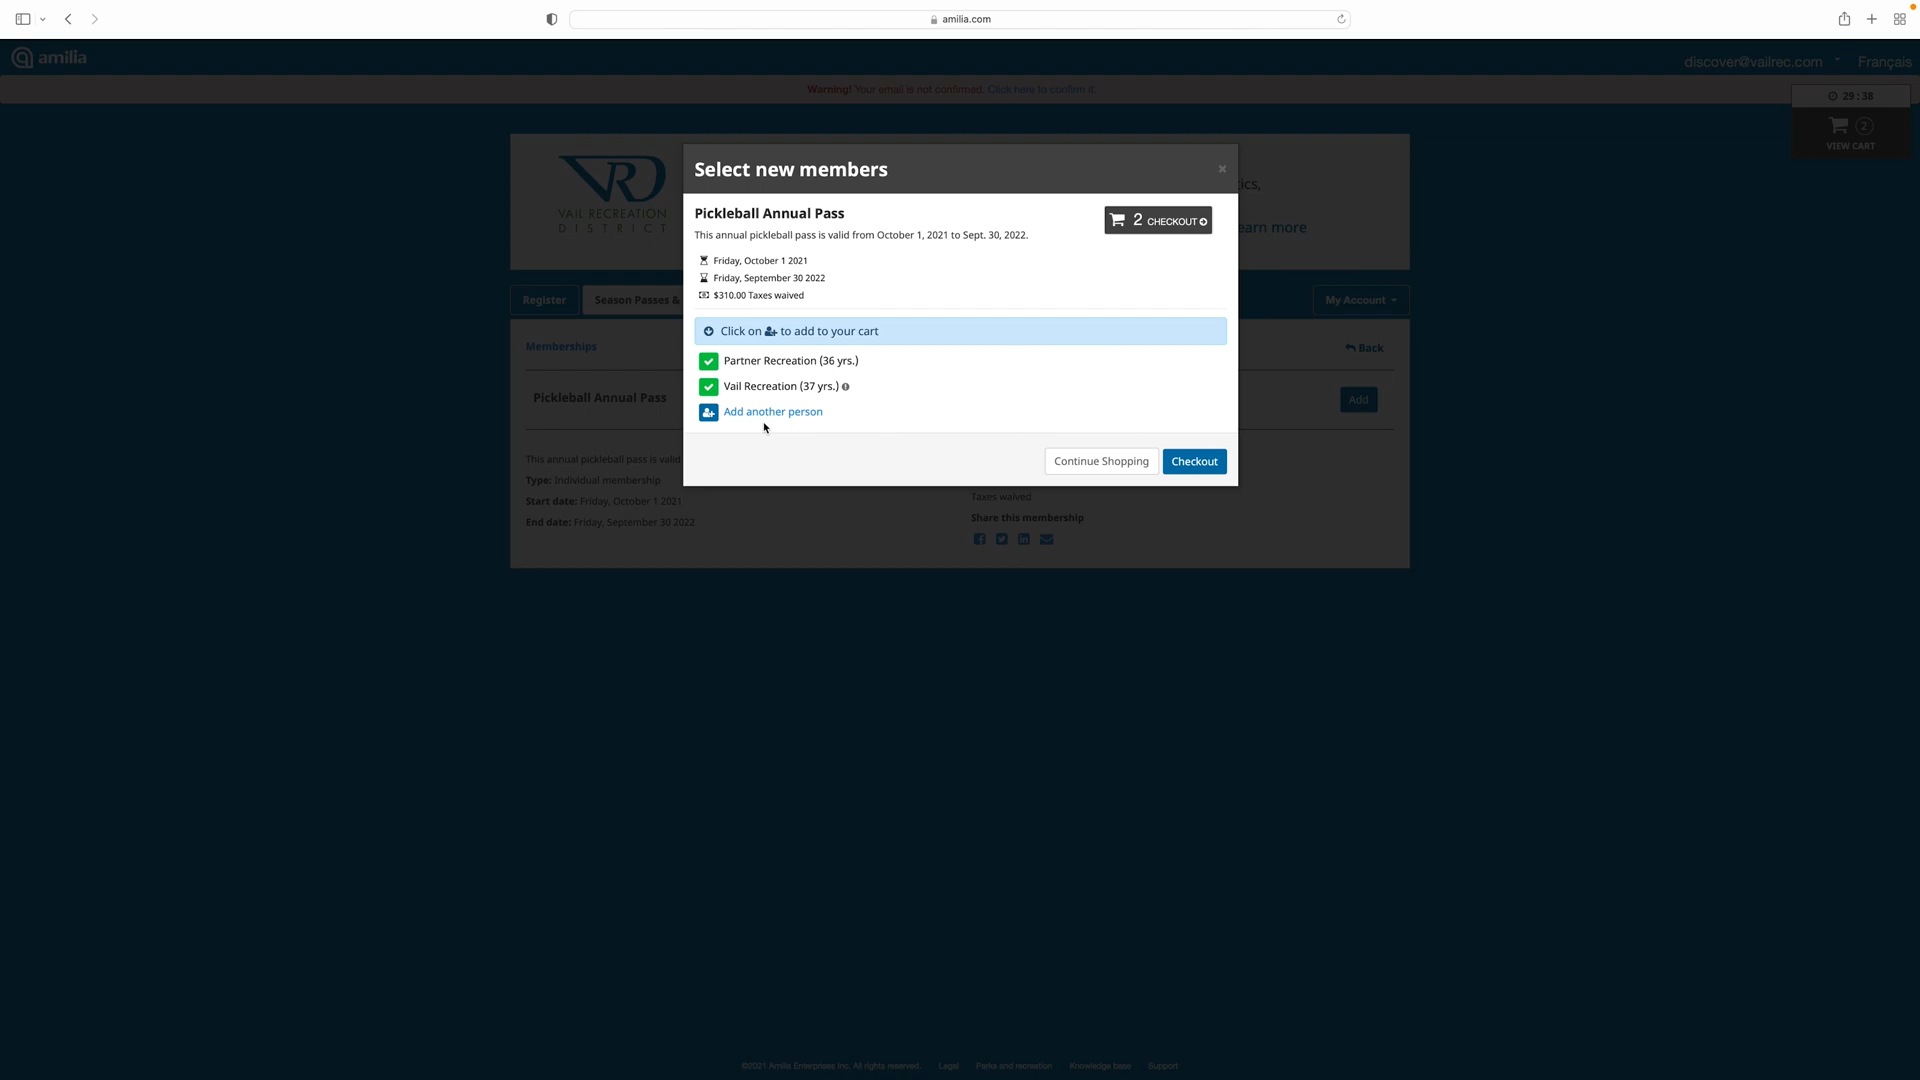 amilia.com
amilia
discover@vailrec.com
Français
Warning! Your email is not confirmed. Click here to confirm it.
29 : 38
2
VIEW CART
VRD
VAIL RECREATION
DISTRICT
Select new members
×
Pickleball Annual Pass
2 CHECKOUT
This annual pickleball pass is valid from October 1, 2021 to Sept. 30, 2022.
earn more
Friday, October 1 2021
Friday, September 30 2022
$310.00 Taxes waived
Register
Season Passes &
My Account
Click on to add to your cart
Memberships
Back
Partner Recreation (36 yrs.)
Vail Recreation (37 yrs.)
Pickleball Annual Pass
Add
Add another person
This annual pickleball pass is valid
Continue Shopping
Checkout
Type: Individual membership
Start date: Friday, October 1 2021
Taxes waived
End date: Friday, September 30 2022
Share this membership
©2021 Amilia Enterprises Inc. All rights reserved.
Legal
Parks and recreation
Knowledge base
Support